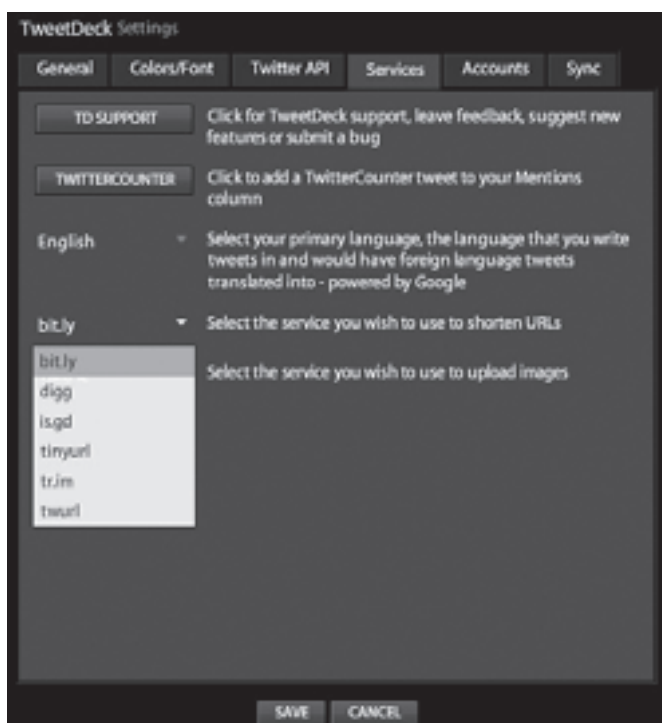 TweetDeck Settings
General Colors/Font Twitter API Services Accounts Sync
TD SUPPORT
Click for TweetDeck support, leave feedback, suggest new
features or submit a bug
TWITTERCOUNTER
Click to add a TwitterCounter tweet to your Mentions
column
English
Select your primary language, the language that you write
tweets in and would have foreign language tweets
translated into - powered by Google
bit.ly
Select the service you wish to use to shorten URLs
bit.ly
digg
is.gd
tinyurl
tr.im
twurl
Select the service you wish to use to upload images
SAVE CANCEL